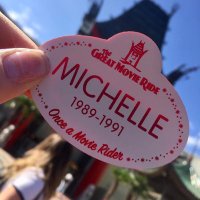 THE
GREAT MOVIE RIDE
MICHELLE
1989-1991
Once a Movie Rider